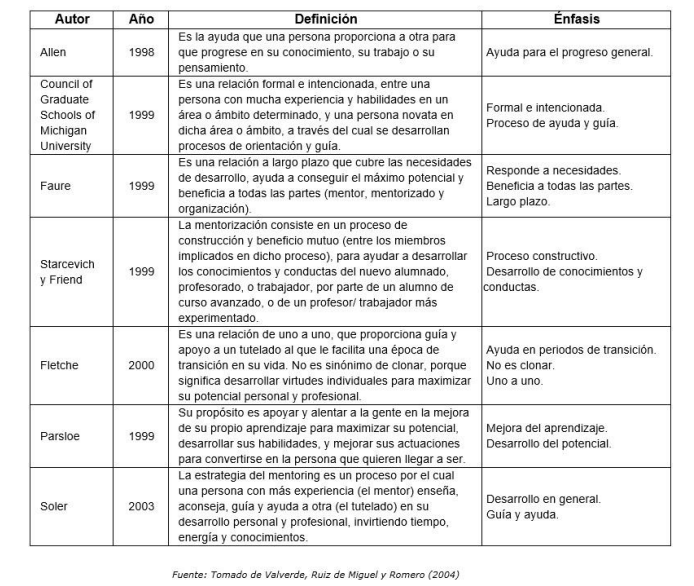 Autor Año Definición Énfasis
Allen
1998
Es la ayuda que una persona proporciona a otra para
que progrese en su conocimiento, su trabajo o su
pensamiento.
Ayuda para el progreso general.
Council of
Graduate
Schools of
Michigan
University
1999
Es una relación formal e intencionada, entre una
persona con mucha experiencia y habilidades en un
área o ámbito determinado, y una persona novata en
dicha área o ámbito, a través del cual se desarrollan
procesos de orientación y guía.
Formal e intencionada.
Proceso de ayuda y guía.
Faure
1999
Es una relación a largo plazo que cubre las necesidades
de desarrollo, ayuda a conseguir el máximo potencial y
beneficia a todas las partes (mentor, mentorizado y
organización).
Responde a necesidades.
Beneficia a todas las partes.
Largo plazo.
Starcevich
y Friend
1999
La mentorización consiste en un proceso de
construcción y beneficio mutuo (entre los miembros
implicados en dicho proceso), para ayudar a desarrollar
los conocimientos y conductas del nuevo alumnado,
profesorado, o trabajador, por parte de un alumno de
curso avanzado, o de un profesor/ trabajador más
experimentado.
Proceso constructivo.
Desarrollo de conocimientos y
conductas.
Fletche
2000
Es una relación de uno a uno, que proporciona guía y
apoyo a un tutelado al que le facilita una época de
transición en su vida. No es sinónimo de clonar, porque
significa desarrollar virtudes individuales para maximizar
su potencial personal y profesional.
Ayuda en periodos de transición.
No es clonar.
Uno a uno.
Parsloe
1999
Su propósito es apoyar y alentar a la gente en la mejora
de su propio aprendizaje para maximizar su potencial,
desarrollar sus habilidades, y mejorar sus actuaciones
para convertirse en la persona que quieren llegar a ser.
Mejora del aprendizaje.
Desarrollo del potencial.
Soler
2003
La estrategia del mentoring es un proceso por el cual
una persona con más experiencia (el mentor) enseña,
aconseja, guía y ayuda a otra (el tutelado) en su
desarrollo personal y profesional, invirtiendo tiempo,
energía y conocimientos.
Desarrollo en general.
Guía y ayuda.
Fuente: Tomado de Valverde, Ruiz de Miguel y Romero (2004)